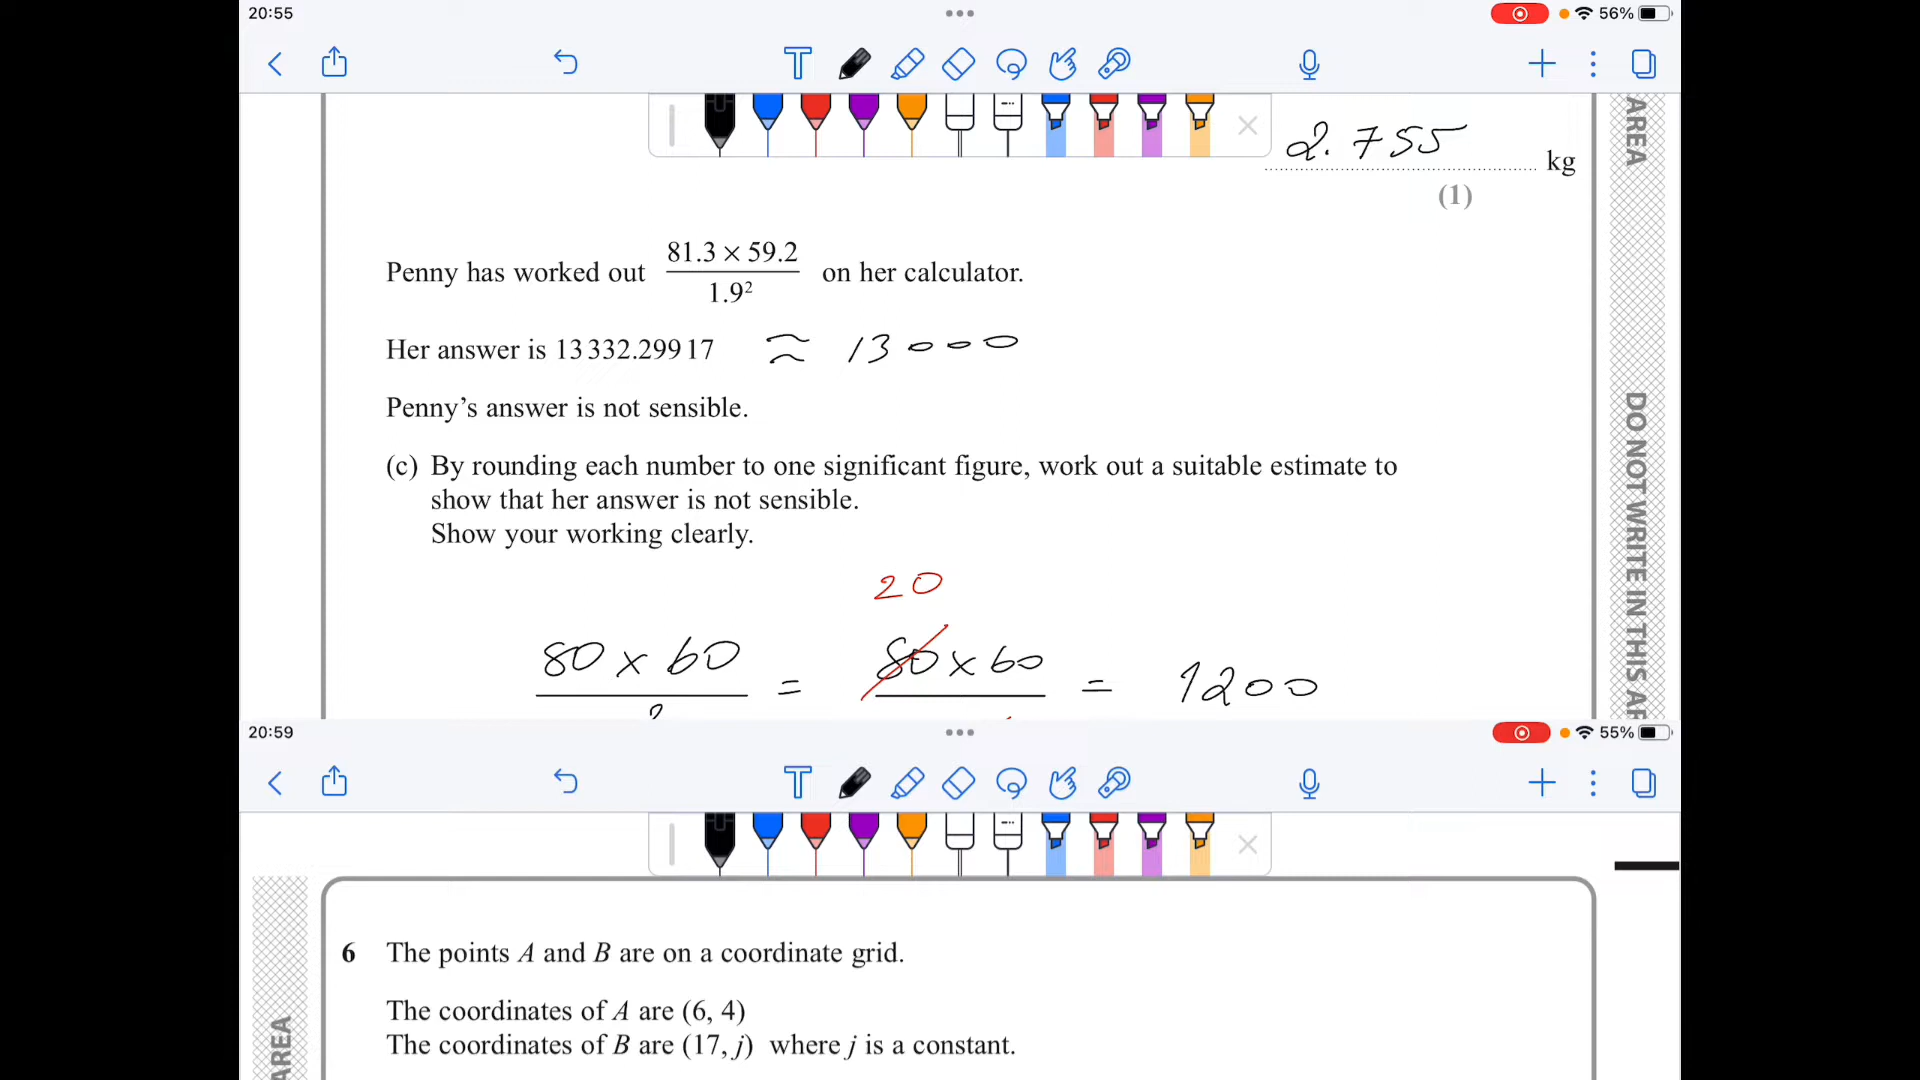 20:55
56%
AREA
2.755
kg
(1)
Penny has worked out 81.3 × 59.2 / 1.9² on her calculator.
Her answer is 13 332.299 17 ≈ 13000
Penny’s answer is not sensible.
(c) By rounding each number to one significant figure, work out a suitable estimate to
show that her answer is not sensible.
Show your working clearly.
DO NOT WRITE IN THIS AR
20
80 x 60 = 80 x 60 = 1200
20:59
55%
T
6 The points A and B are on a coordinate grid.
The coordinates of A are (6, 4)
The coordinates of B are (17, j) where j is a constant.
AREA